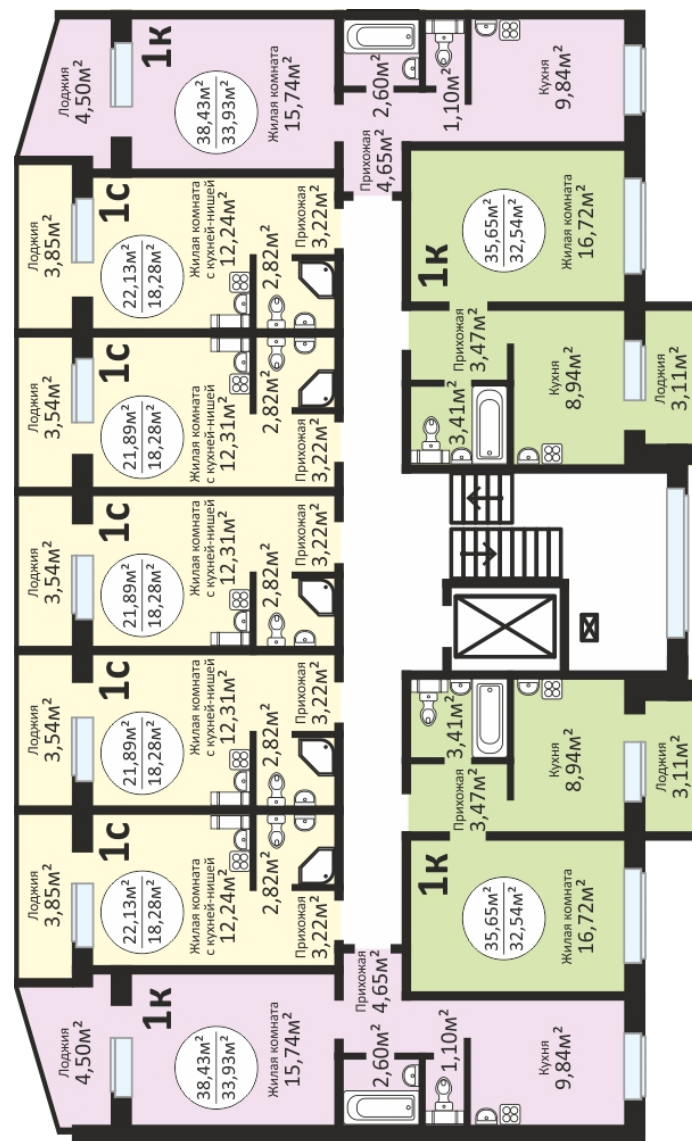 Лоджия
4,50м²
1к
38,43м²
33,93м²
Жилая комната
15,74м²
Прихожая
4,65м²
2,60м²
1,10м²
Кухня
9,84м²
Лоджия
3,85м²
1с
22,13м²
18,28м²
Жилая комната
с кухней-нишей
12,24м²
2,82м²
Прихожая
3,22м²
Лоджия
3,54м²
1с
21,89м²
18,28м²
Жилая комната
с кухней-нишей
12,31м²
2,82м²
Прихожая
3,22м²
Лоджия
3,54м²
1с
21,89м²
18,28м²
Жилая комната
с кухней-нишей
12,31м²
2,82м²
Прихожая
3,22м²
Лоджия
3,54м²
1с
21,89м²
18,28м²
Жилая комната
с кухней-нишей
12,31м²
2,82м²
Прихожая
3,22м²
Лоджия
3,85м²
1с
22,13м²
18,28м²
Жилая комната
с кухней-нишей
12,24м²
2,82м²
Прихожая
3,22м²
Лоджия
4,50м²
1к
38,43м²
33,93м²
Жилая комната
15,74м²
Прихожая
4,65м²
2,60м²
1,10м²
Кухня
9,84м²
1к
35,65м²
32,54м²
Жилая комната
16,72м²
Прихожая
3,47м²
3,41м²
Кухня
8,94м²
Лоджия
3,11м²
1к
35,65м²
32,54м²
Жилая комната
16,72м²
Прихожая
3,47м²
3,41м²
Кухня
8,94м²
Лоджия
3,11м²